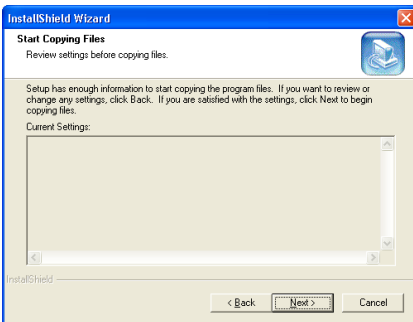 InstallShield Wizard
Start Copying Files
Review settings before copying files.
Setup has enough information to start copying the program files. If you want to review or
change any settings, click Back. If you are satisfied with the settings, click Next to begin
copying files.
Current Settings:
InstallShield
< Back Next > Cancel